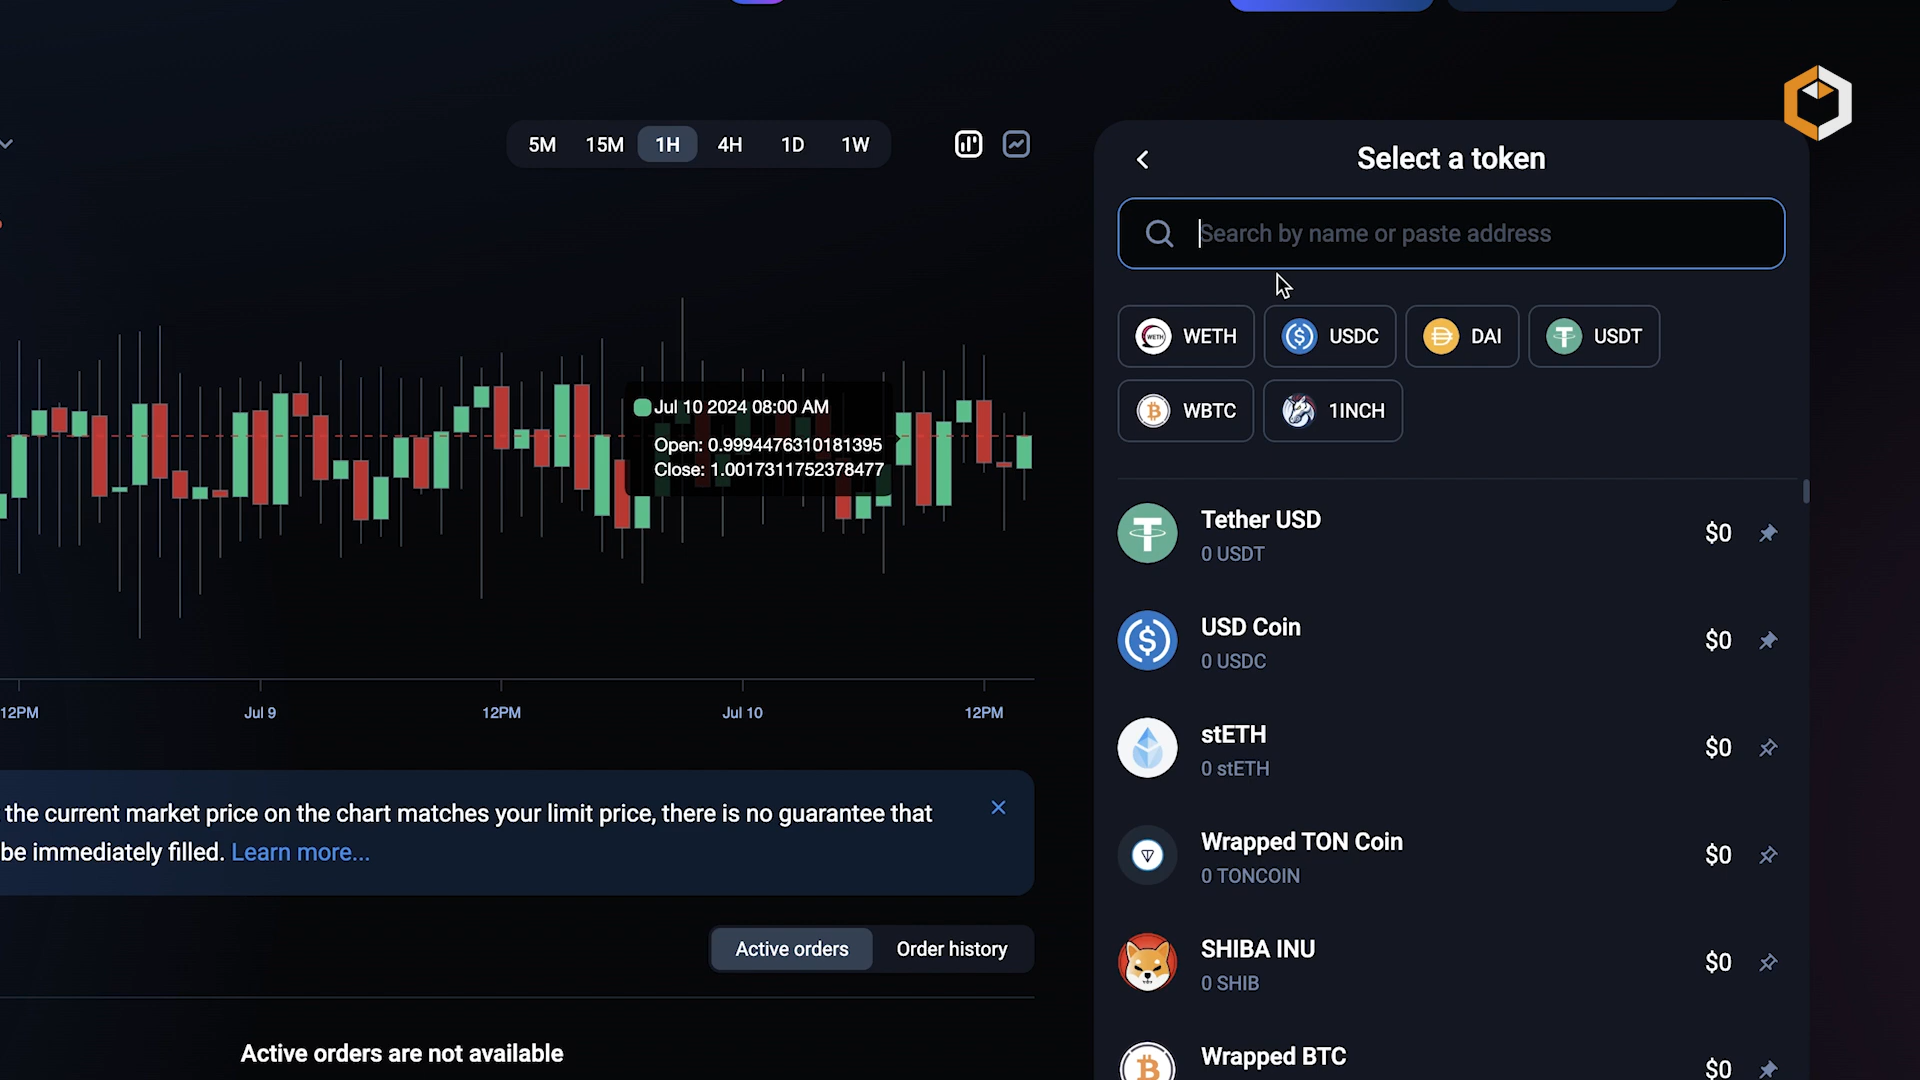 5M 15M 1H 4H 1D 1W
Jul 10 2024 08:00 AM
Open: 0.9994476310181395
Close: 1.0017311752378477
12PM Jul 9 12PM Jul 10 12PM
the current market price on the chart matches your limit price, there is no guarantee that
be immediately filled. Learn more...
Active orders Order history
Active orders are not available
Select a token
Search by name or paste address
WETH USDC DAI USDT
WBTC 1INCH
Tether USD
0 USDT
$0
USD Coin
0 USDC
$0
stETH
0 stETH
$0
Wrapped TON Coin
0 TONCOIN
$0
SHIBA INU
0 SHIB
$0
Wrapped BTC
$0